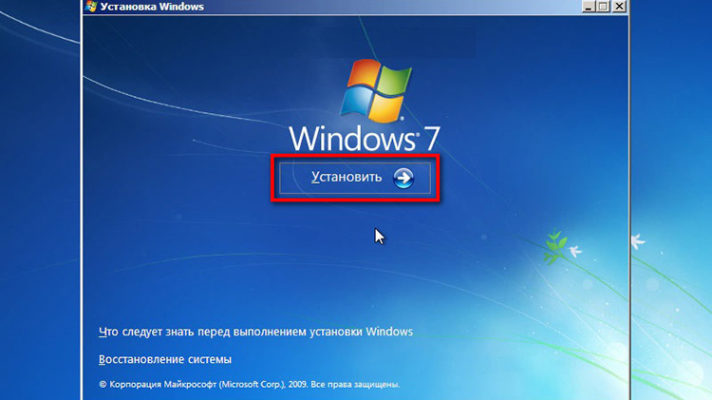 Установка Windows
Windows 7
Установить
Что следует знать перед выполнением установки Windows
Восстановление системы
© Корпорация Майкрософт (Microsoft Corp.), 2009. Все права защищены.